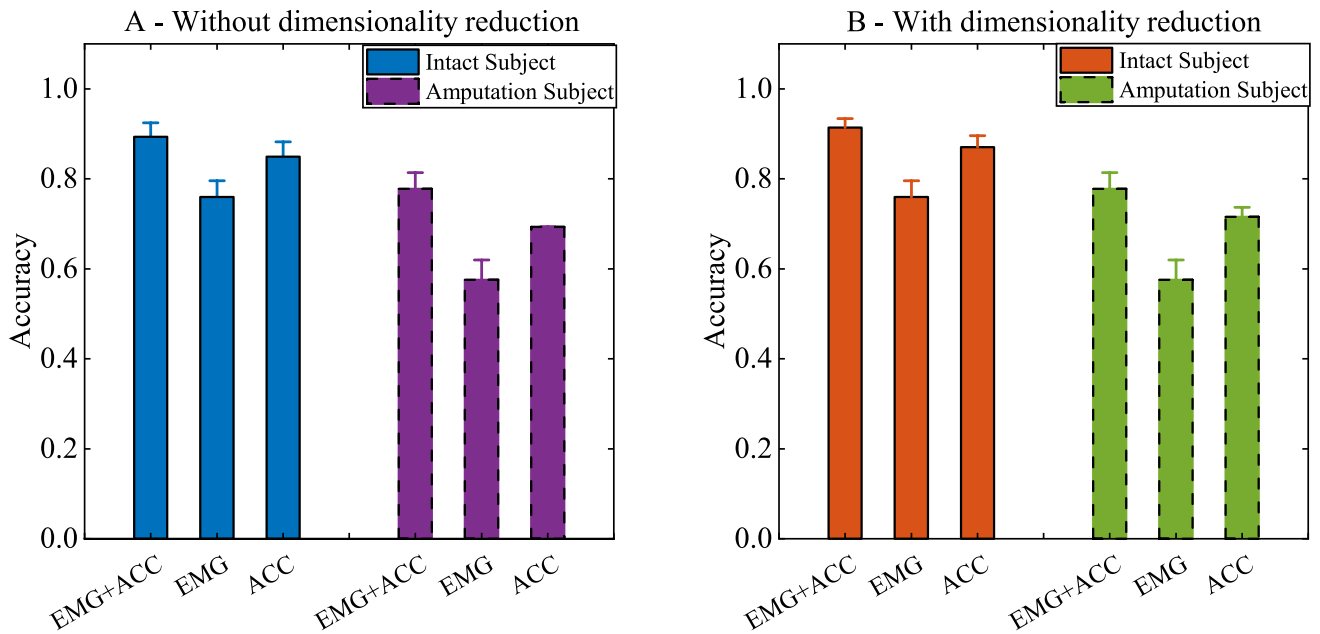 A - Without dimensionality reduction
Intact Subject
Amputation Subject
Accuracy
1.0
0.8
0.6
0.4
0.2
0.0
EMG+ACC
EMG
ACC
EMG+ACC
EMG
ACC
B - With dimensionality reduction
Intact Subject
Amputation Subject
Accuracy
1.0
0.8
0.6
0.4
0.2
0.0
EMG+ACC
EMG
ACC
EMG+ACC
EMG
ACC